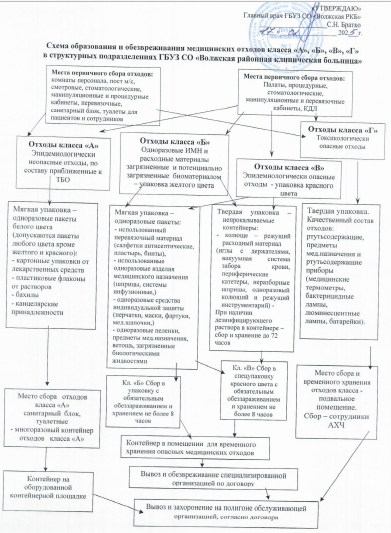 «УТВЕРЖДАЮ»
Главный врач ГБУЗ СО «Волжская РКБ»
С.Н. Братко
2025 г.
Схема образования и обезвреживания медицинских отходов класса «А», «Б», «В», «Г»
в структурных подразделениях ГБУЗ СО «Волжская районная клиническая больница»
Места первичного сбора отходов:
комнаты персонала, пост м/с,
смотровые, стоматологические,
манипуляционные и процедурные
кабинеты, перевязочные,
санитарный блок, туалеты для
пациентов и сотрудников
Места первичного сбора отходов:
Палаты, процедурные,
стоматологические,
манипуляционные и перевязочные
кабинеты, КДЛ
Отходы класса «А»
Эпидемиологически
неопасные отходы, по
составу приближенные к
ТБО
Отходы класса «Б»
Одноразовые ИМН и
расходные материалы
загрязненные и потенциально
загрязненные биоматериалом
– упаковка желтого цвета
Отходы класса «В»
Эпидемиологически опасные
отходы - упаковка красного
цвета
Отходы класса «Г»
Токсикологически
опасные отходы
Мягкая упаковка –
одноразовые пакеты
белого цвета
(допускаются пакеты
любого цвета кроме
желтого и красного):
- картонные упаковки от
лекарственных средств
- пластиковые флаконы
от растворов
- бахилы
- канцелярские
принадлежности
Мягкая упаковка –
одноразовые пакеты:
- использованный
перевязочный материал
(салфетки ацептические,
пластырь, бинты),
- использованные
одноразовые изделия
медицинского назначения
(шприцы, системы
инфузионные,)
- одноразовые средства
индивидуальной защиты
(перчатки, маски, фартуки,
мед.шапочки,)
- одноразовые пеленки,
предметы мед.назначения,
ветошь, загрязненные
биологическими
жидкостями
Твердая упаковка –
непрокалываемые
контейнеры:
- колюще – режущий
расходный материал
(иглы с держателями,
вакуумная система
забора крови,
периферические
катетеры, неразборные
шприцы, одноразовый
колющий и режущий
инструментарий) -
При наличии
дезинфицирующего
раствора в контейнере –
сбор и хранение до 72
часов
Твердая упаковка.
Качественный состав
отходов:
ртутьсодержащие,
предметы
мед.назначения и
ртутьсодержащие
приборы
(медицинские
термометры,
бактерицидные
лампы,
люминесцентные
лампы, батарейки).
Кл. «Б» Сбор в
упаковку с
обязательным
обеззараживанием и
хранением не более 8
часов
Кл. «В» Сбор в
спецупаковку
красного цвета с
обязательным
обеззараживанием
и хранением не
более 8 часов
Место сбора отходов
класса «А»
санитарный блок,
туалетные
- многоразовый контейнер
отходов класса «А»
Место сбора и
временного хранения
отходов класса -
подвальное
помещение.
Сбор – сотрудники
АХЧ
Контейнер в помещении для временного
хранения опасных медицинских отходов
Вывоз и обезвреживание специализированной
организацией по договору
Контейнер на
оборудованной
контейнерной площадке
Вывоз и захоронение на полигоне обслуживающей
организацией, согласно договора